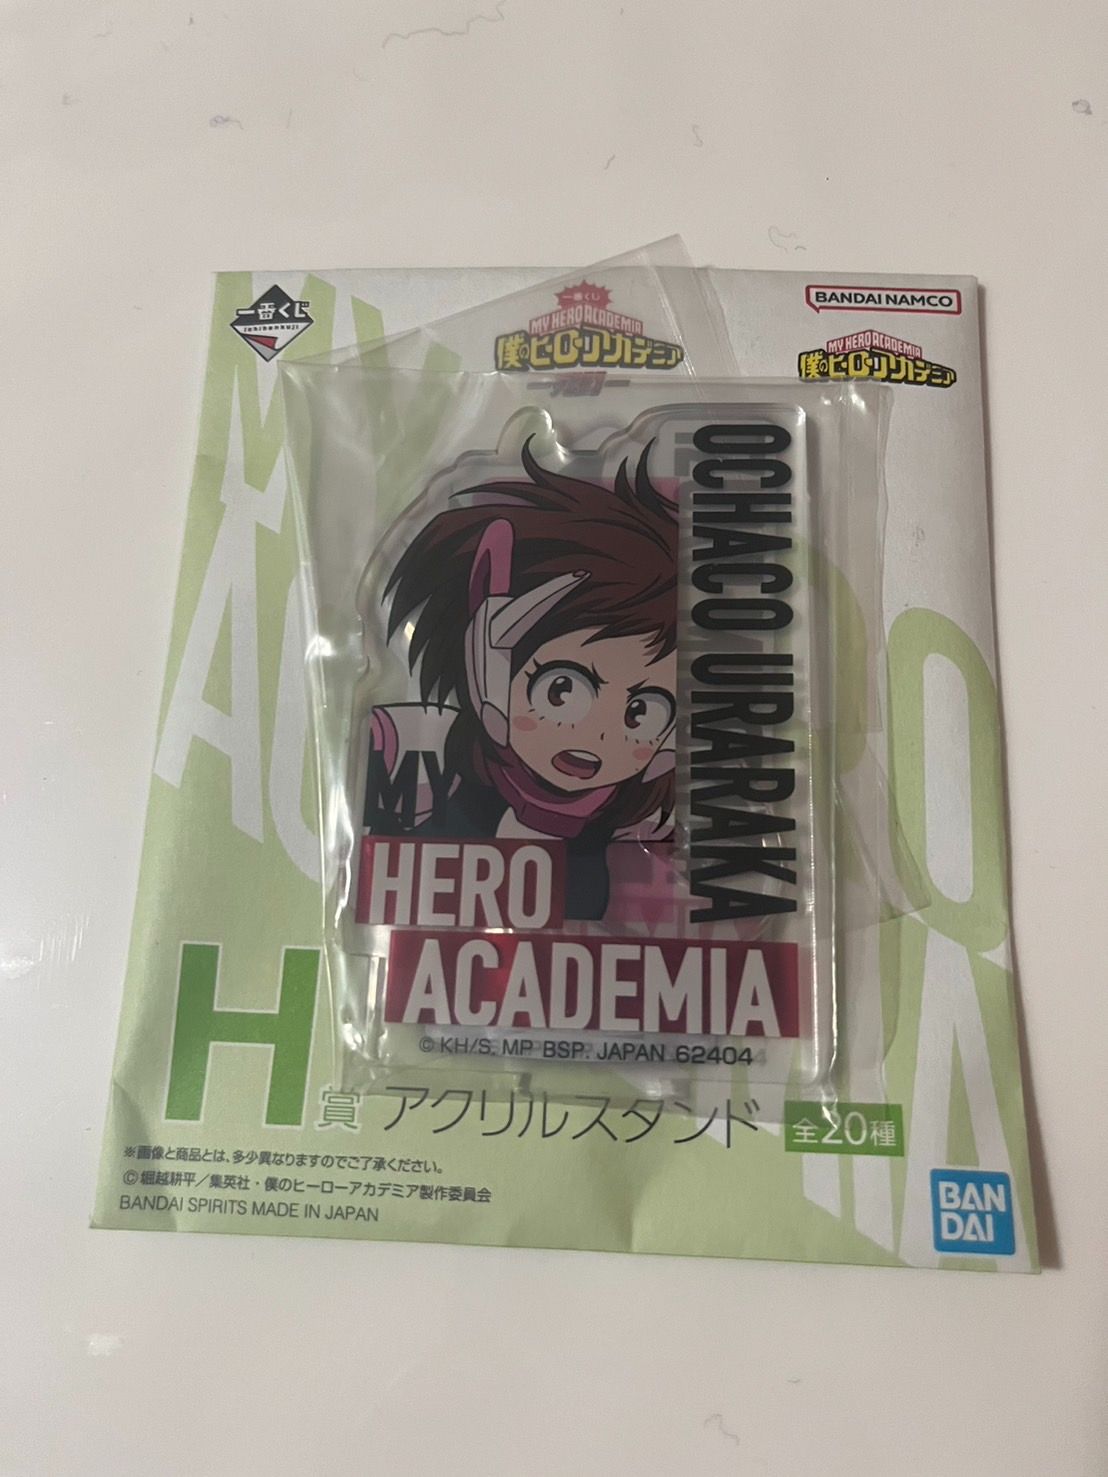 一番くじ
ichibankuji
一番くじ
MY HERO ACADEMIA
僕のヒーローアカデミア
BANDAI NAMCO
MY HERO ACADEMIA
僕のヒーローアカデミア
OCHACO URARAKA
MY
HERO
ACADEMIA
©KH/S, MP BSP. JAPAN 62404
H賞 アクリルスタンド 全20種
※画像と商品とは、多少異なりますのでご了承ください。
©堀越耕平／集英社・僕のヒーローアカデミア製作委員会
BANDAI SPIRITS MADE IN JAPAN
BAN
DAI